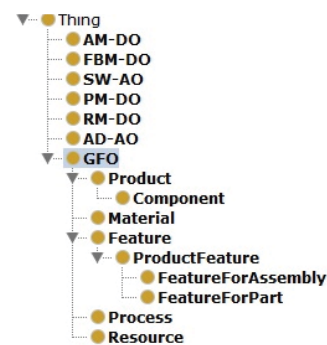 Thing
AM-DO
FBM-DO
SW-AO
PM-DO
RM-DO
AD-AO
GFO
Product
Component
Material
Feature
ProductFeature
FeatureForAssembly
FeatureForPart
Process
Resource